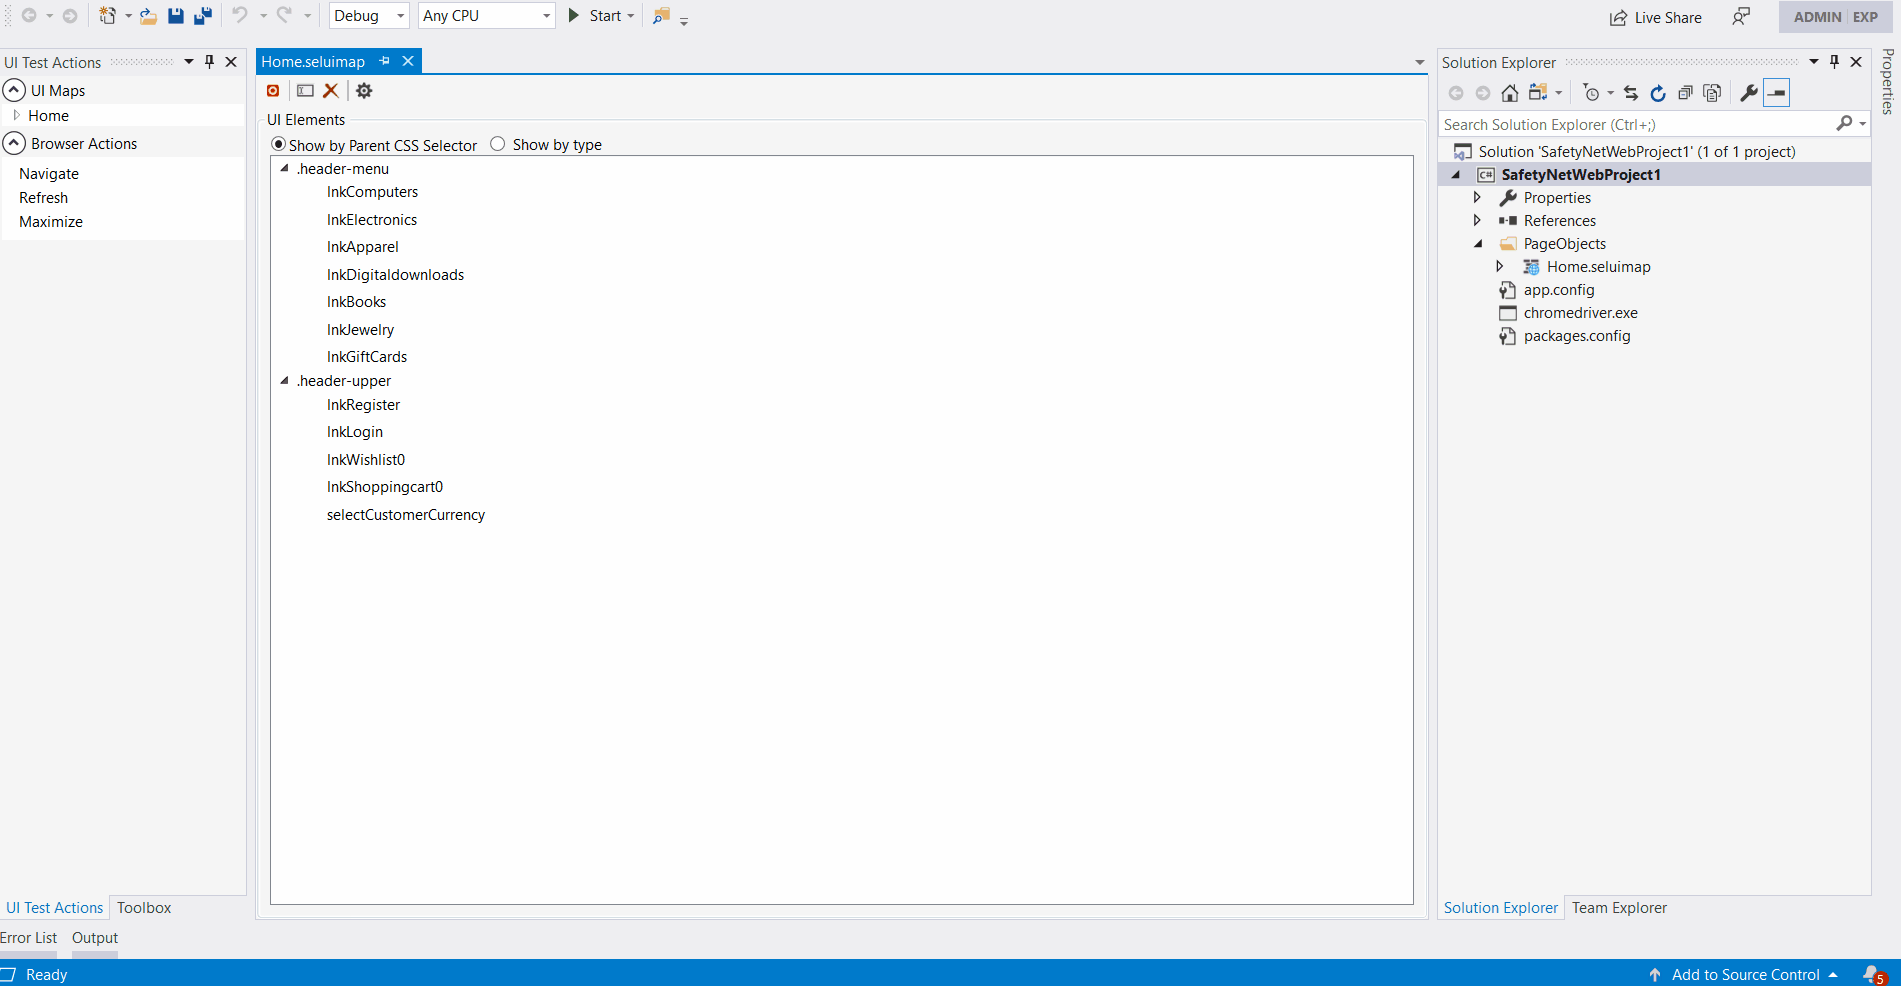 Debug
Any CPU
Start
Live Share
ADMIN EXP
UI Test Actions
UI Maps
Home
Browser Actions
Navigate
Refresh
Maximize
UI Test Actions
Toolbox
Home.seluimap
UI Elements
Show by Parent CSS Selector
Show by type
.header-menu
lnkComputers
lnkElectronics
lnkApparel
lnkDigitaldownloads
lnkBooks
lnkJewelry
lnkGiftCards
.header-upper
lnkRegister
lnkLogin
lnkWishlist0
lnkShoppingcart0
selectCustomerCurrency
Solution Explorer
Search Solution Explorer (Ctrl+;)
Solution 'SafetyNetWebProject1' (1 of 1 project)
C# SafetyNetWebProject1
Properties
References
PageObjects
Home.seluimap
app.config
chromedriver.exe
packages.config
Solution Explorer
Team Explorer
Properties
Error List
Output
Ready
Add to Source Control
5